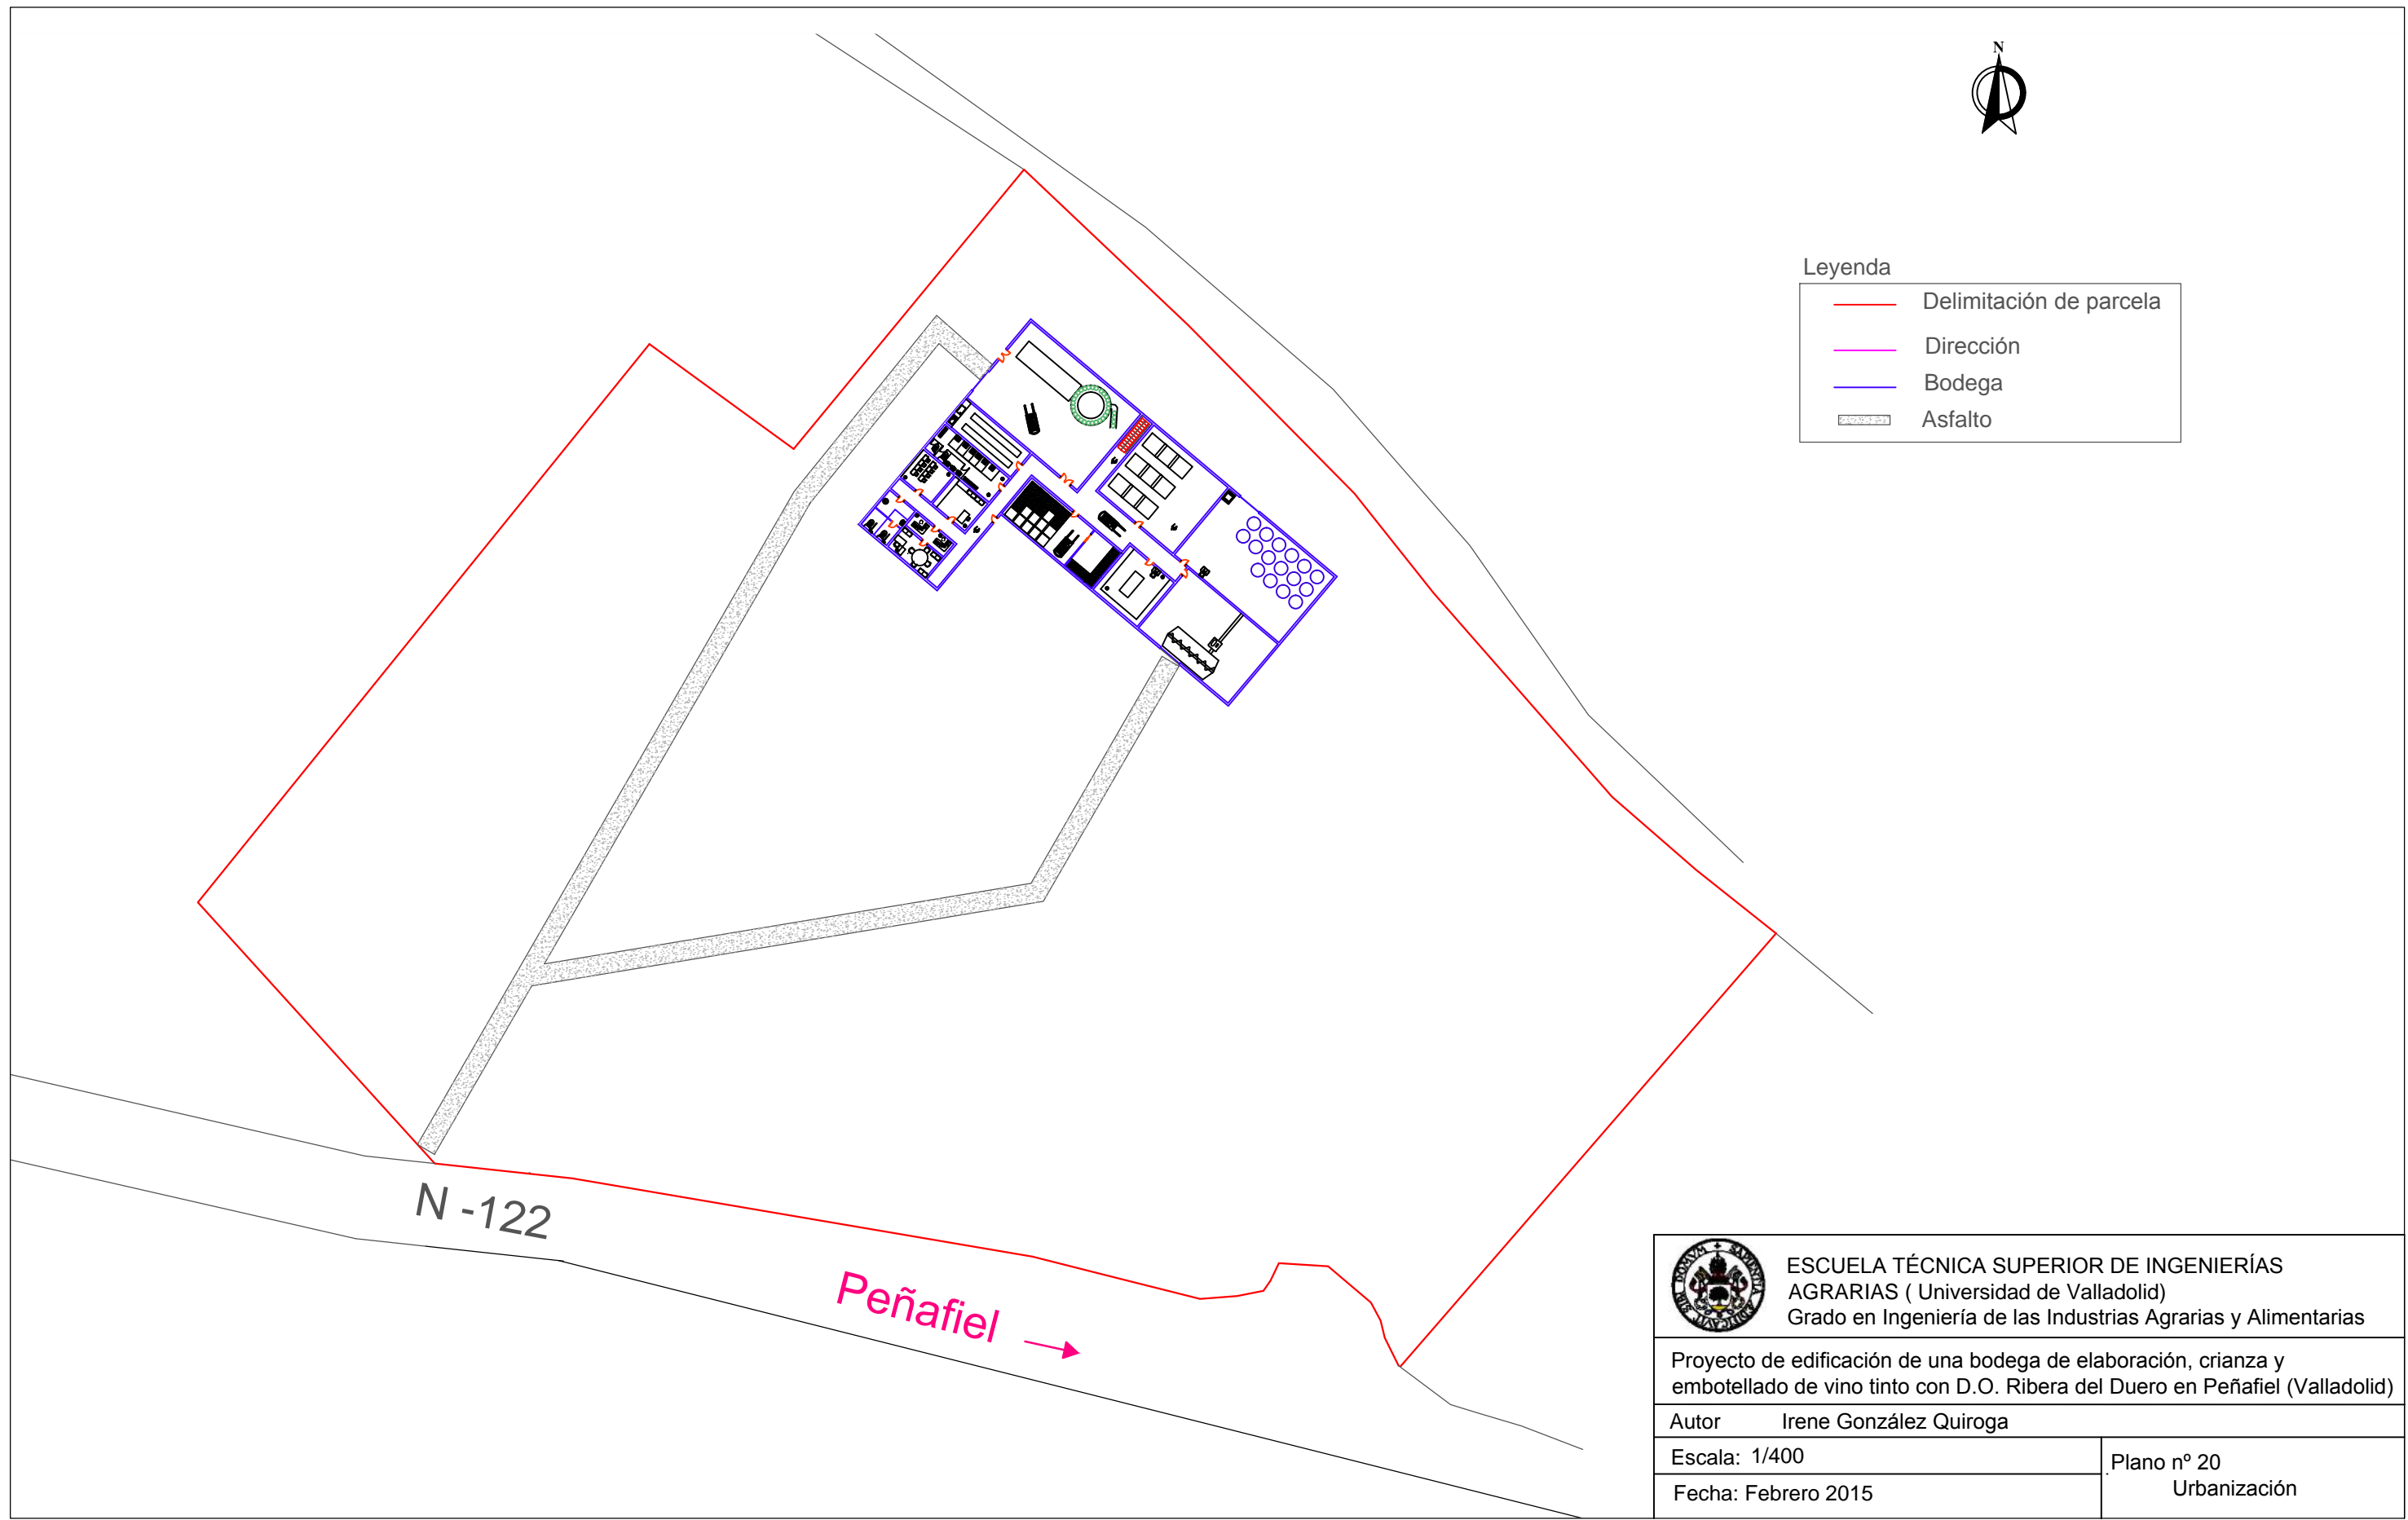 N
Leyenda
Delimitación de parcela
Dirección
Bodega
Asfalto
N -122
Peñafiel
ESCUELA TÉCNICA SUPERIOR DE INGENIERÍAS
AGRARIAS ( Universidad de Valladolid)
Grado en Ingeniería de las Industrias Agrarias y Alimentarias
Proyecto de edificación de una bodega de elaboración, crianza y
embotellado de vino tinto con D.O. Ribera del Duero en Peñafiel (Valladolid)
Autor Irene González Quiroga
Escala: 1/400
Fecha: Febrero 2015
Plano nº 20
Urbanización